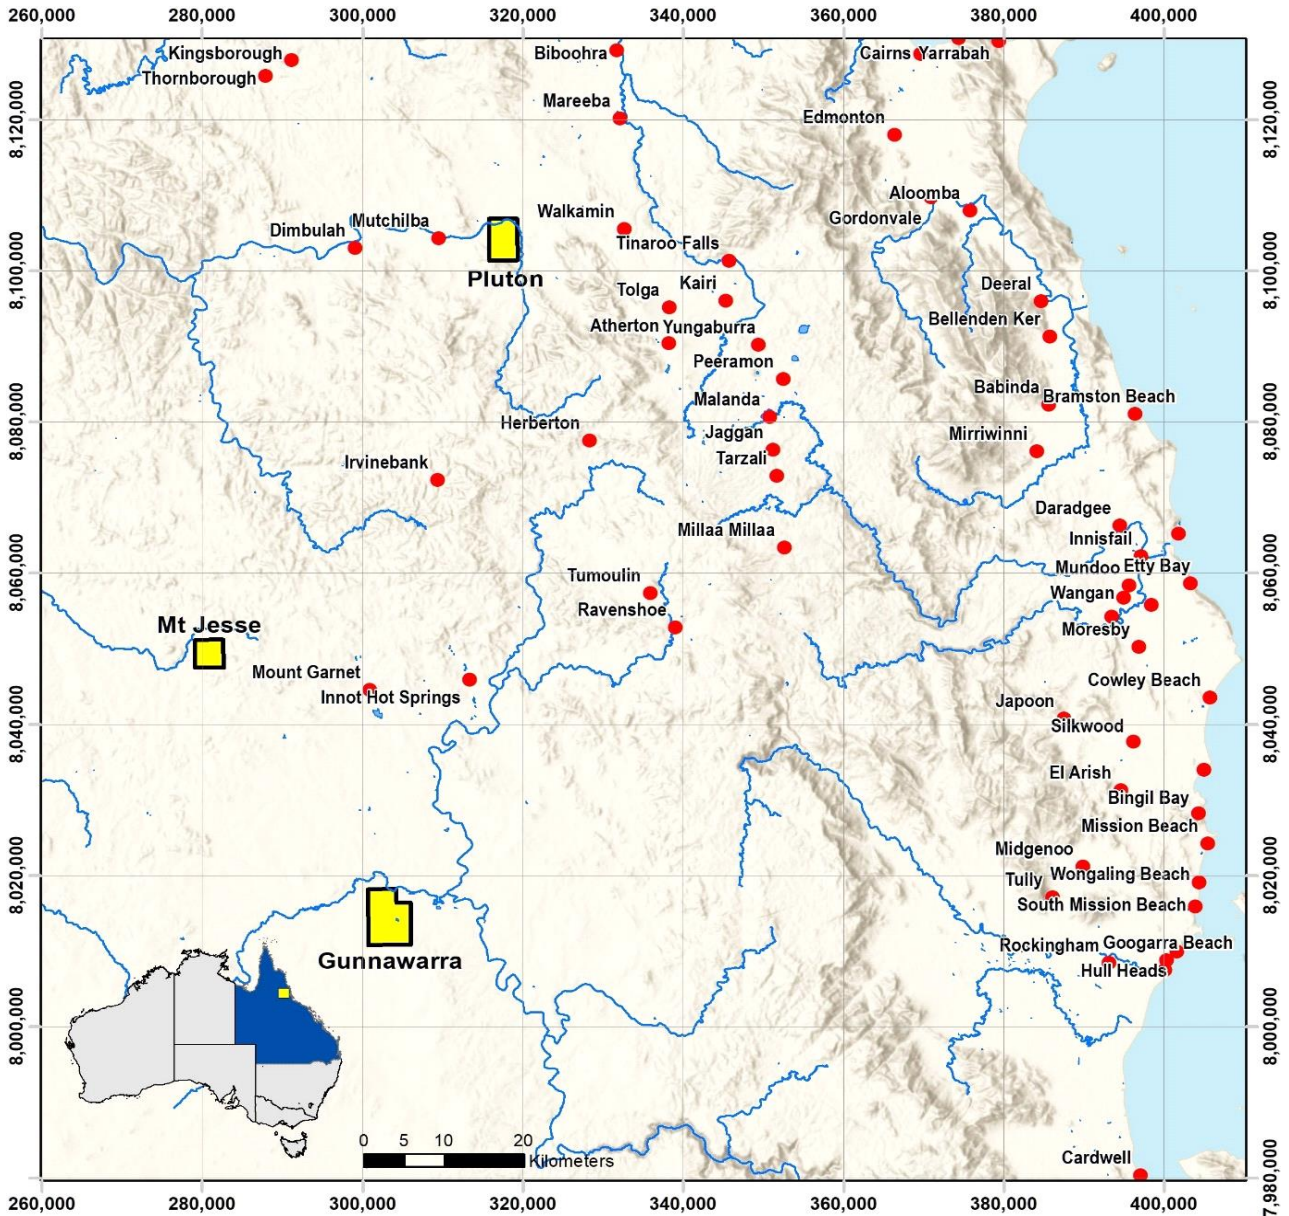 260,000 280,000 300,000 320,000 340,000 360,000 380,000 400,000
Kingsborough
Biboohra
Cairns Yarrabah
Thornborough
Mareeba
8,120,000
Edmonton
8,120,000
Aloomba
Walkamin
Gordonvale
Mutchilba
Dimbulah
Tinaroo Falls
8,100,000
8,100,000
Pluton
Kairi
Deeral
Tolga
Bellenden Ker
Atherton Yungaburra
Peeramon
Babinda
Bramston Beach
Malanda
8,080,000
Herberton
8,080,000
Jaggan
Mirriwinni
Tarzali
Irvinebank
Daradgee
Millaa Millaa
Innisfail
8,060,000
Mundoo Etty Bay
8,060,000
Tumoulin
Wangan
Ravenshoe
Mt Jesse
Moresby
Mount Garnet
Cowley Beach
Innot Hot Springs
Japoon
8,040,000
Silkwood
8,040,000
El Arish
Bingil Bay
Mission Beach
Midgenoo
8,020,000
Tully
Wongaling Beach
8,020,000
South Mission Beach
Rockingham Googarra Beach
Gunnawarra
Hull Heads
8,000,000
8,000,000
0 5 10 20
Kilometers
Cardwell
7,980,000
260,000 280,000 300,000 320,000 340,000 360,000 380,000 400,000